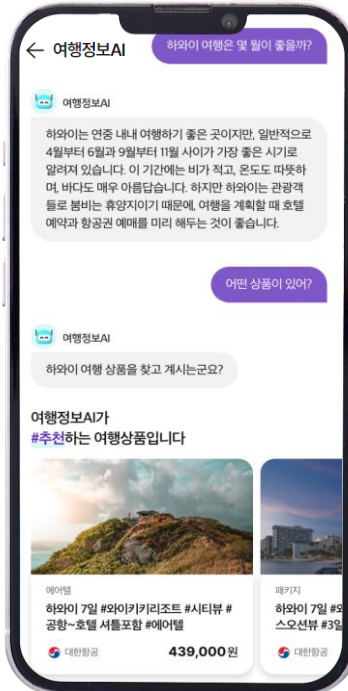 ← 여행정보AI
하와이 여행은 몇 월이 좋을까?
여행정보AI
하와이는 연중 내내 여행하기 좋은 곳이지만, 일반적으로
4월부터 6월과 9월부터 11월 사이가 가장 좋은 시기로
알려져 있습니다. 이 기간에는 비가 적고, 온도도 따뜻하
며, 바다도 매우 아름답습니다. 하지만 하와이는 관광객
들로 붐비는 휴양지이기 때문에, 여행을 계획할 때 호텔
예약과 항공권 예매를 미리 해두는 것이 좋습니다.
어떤 상품이 있어?
여행정보AI
하와이 여행 상품을 찾고 계시는군요?
여행정보AI가
#추천하는 여행상품입니다
에어텔
하와이 7일 #와이키키리조트 #시티뷰 #
공항~호텔 셔틀포함 #에어텔
대한항공
439,000원
패키지
하와이 7일
스오션뷰 #3일
대한항공